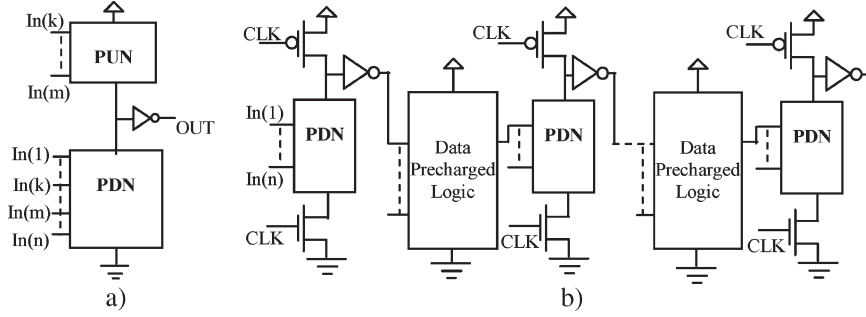 In(k)
PUN
In(m)
OUT
In(1)
In(k)
PDN
In(m)
In(n)
a)
CLK
In(1)
PDN
In(n)
CLK
Data
Precharged
Logic
CLK
PDN
CLK
Data
Precharged
Logic
CLK
PDN
CLK
b)